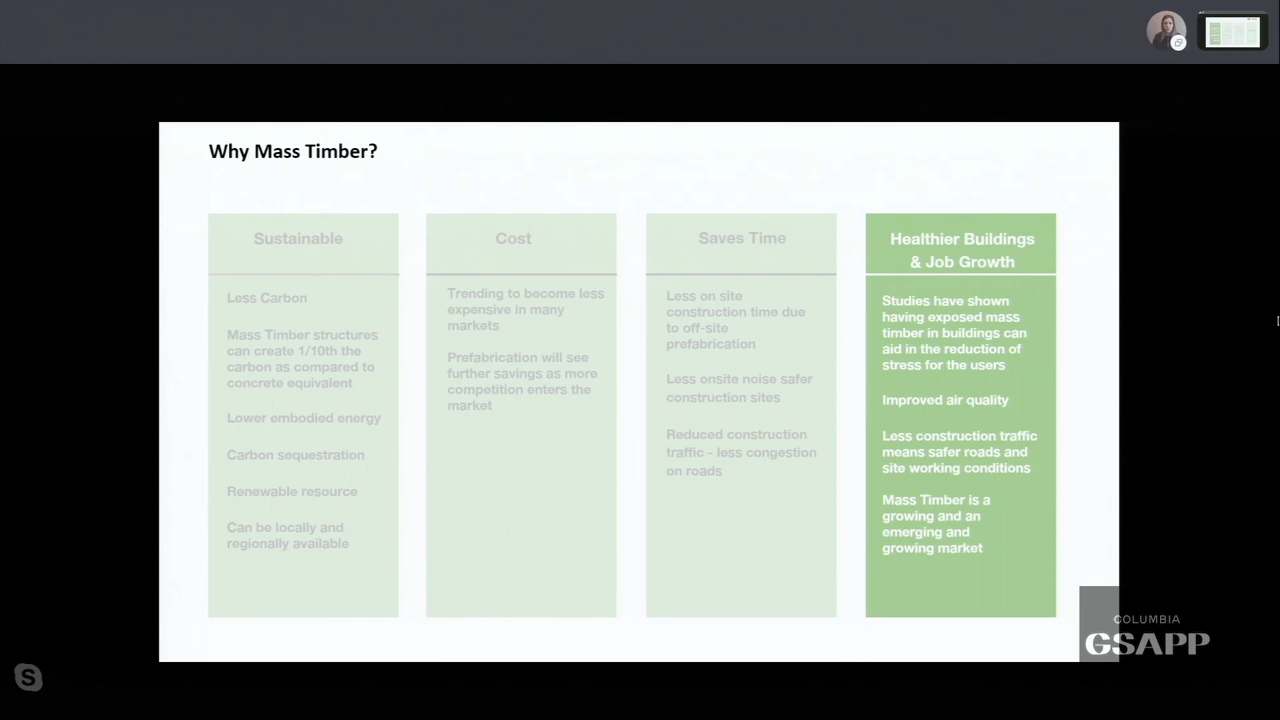 Why Mass Timber?
Sustainable
Less Carbon
Mass Timber structures
can create 1/10th the
carbon as compared to
concrete equivalent
Lower embodied energy
Carbon sequestration
Renewable resource
Can be locally and
regionally available
Cost
Trending to become less
expensive in many
markets
Prefabrication will see
further savings as more
competition enters the
market
Saves Time
Less on site
construction time due
to off-site
prefabrication
Less onsite noise safer
construction sites
Reduced construction
traffic - less congestion
on roads
Healthier Buildings
& Job Growth
Studies have shown
having exposed mass
timber in buildings can
aid in the reduction of
stress for the users
Improved air quality
Less construction traffic
means safer roads and
site working conditions
Mass Timber is a
growing and an
emerging and
growing market
COLUMBIA
GSAPP
S